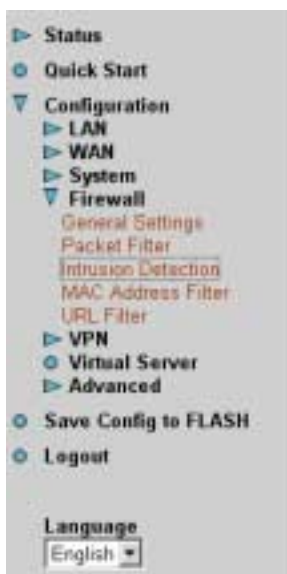 Status
Quick Start
Configuration
LAN
WAN
System
Firewall
General Settings
Packet Filter
Intrusion Detection
MAC Address Filter
URL Filter
VPN
Virtual Server
Advanced
Save Config to FLASH
Logout
Language
English